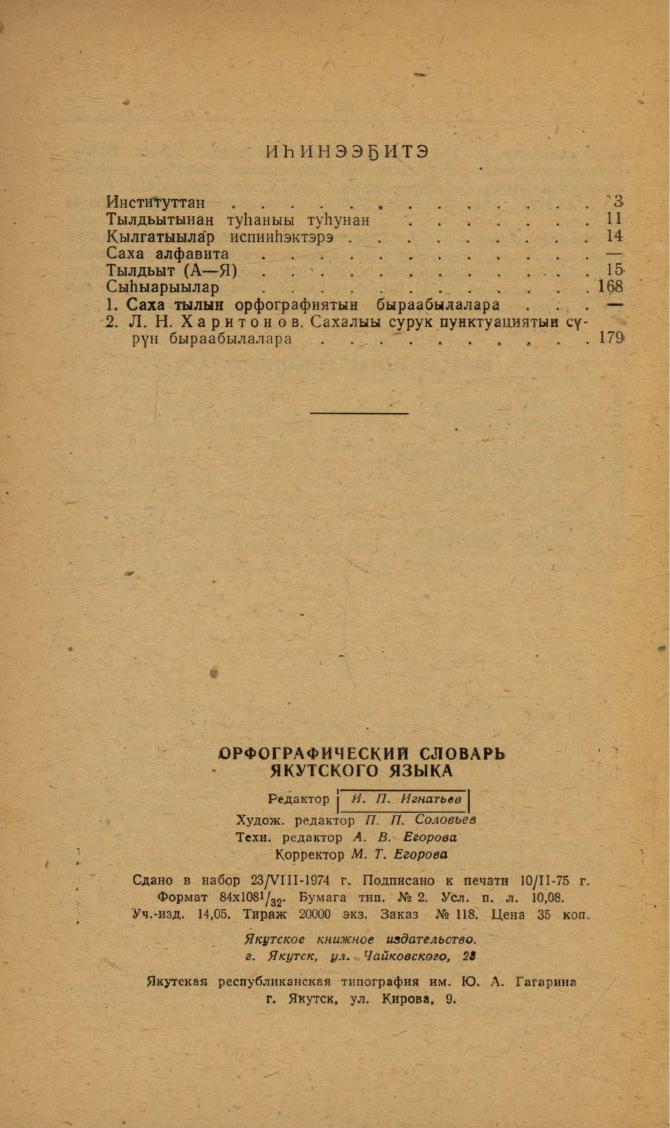 ИҺИНЭЭҔИТЭ
Институттан . . . . . . . . . . . . . 3
Тылдьытынан туһаныы туһунан . . . . . . . 11
Қылгатыылар испииһэктэрэ . . . . . . . . . 14
Саха алфавита . . . . . . . . . . . . —
Тылдьыт (А—Я) . . . . . . . . . . . . 15
Сыһыарыылар . . . . . . . . . . . . 168
1. Саха тылын орфографиятын быраабылалара . . . —
2. Л. Н. Харитонов. Сахалыы сурук пунктуациятын сү-
рүн быраабылалара . . . . . . . . . . 179
ОРФОГРАФИЧЕСКИЙ СЛОВАРЬ
ЯКУТСКОГО ЯЗЫКА
Редактор И. П. Игнатьев
Худож. редактор П. П. Соловьев
Техн. редактор А. В. Егорова
Корректор М. Т. Егорова
Сдано в набор 23/VIII-1974 г. Подписано к печати 10/II-75 г.
Формат 84х108 1/32. Бумага тип. № 2. Усл. п. л. 10,08.
Уч.-изд. 14,05. Тираж 20000 экз. Заказ № 118. Цена 35 коп.
Якутское книжное издательство.
г. Якутск, ул. Чайковского, 28
Якутская республиканская типография им. Ю. А. Гагарина
г. Якутск, ул. Кирова, 9.